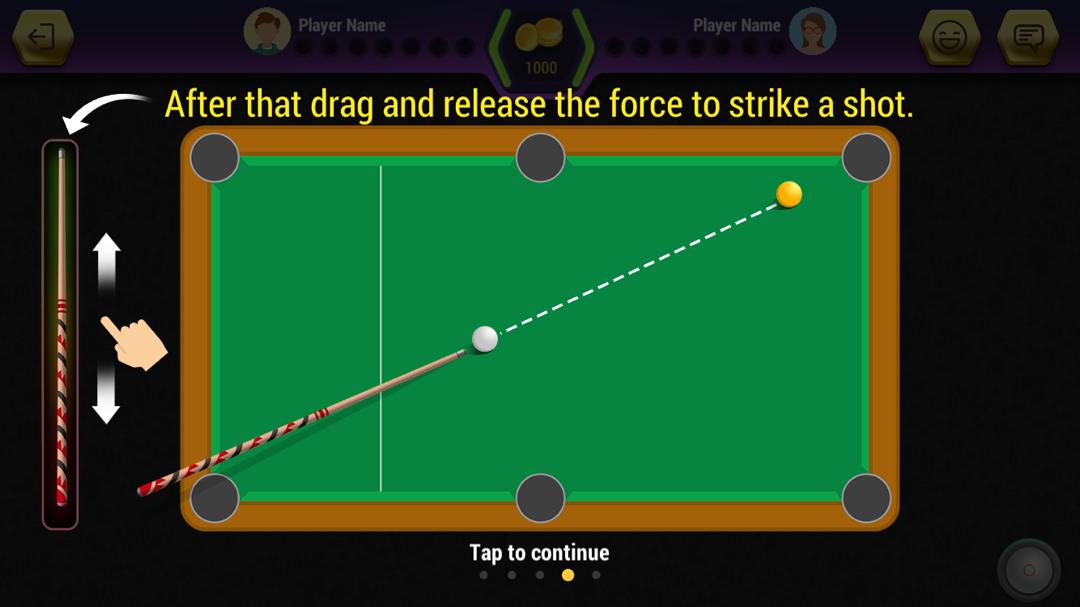 Player Name
Player Name
1000
After that drag and release the force to strike a shot.
Tap to continue